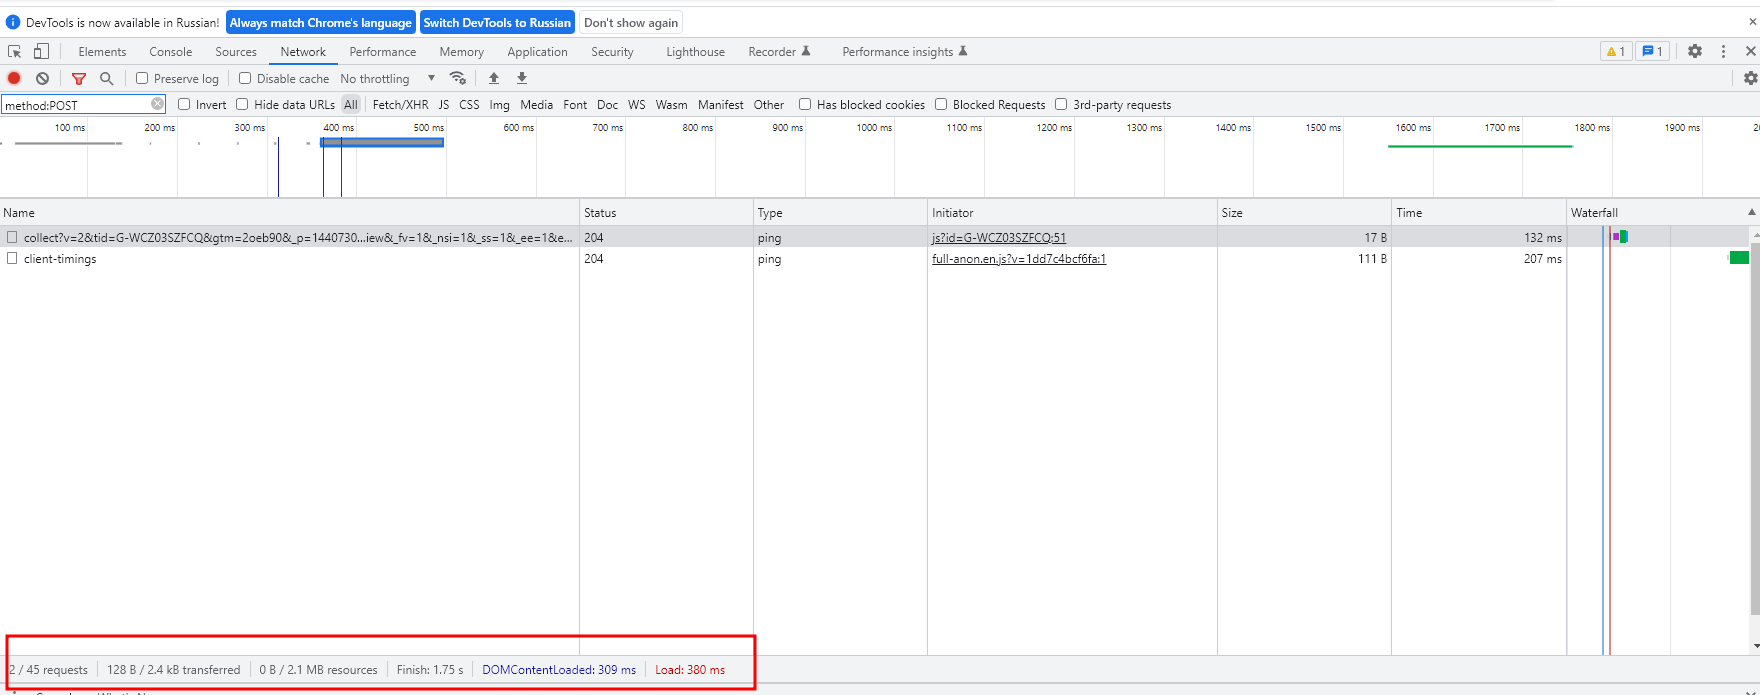 DevTools is now available in Russian! Always match Chrome's language Switch DevTools to Russian Don't show again
Elements Console Sources Network Performance Memory Application Security Lighthouse Recorder Performance insights 1 1
Preserve log Disable cache No throttling
method:POST Invert Hide data URLs All Fetch/XHR JS CSS Img Media Font Doc WS Wasm Manifest Other Has blocked cookies Blocked Requests 3rd-party requests
100 ms 200 ms 300 ms 400 ms 500 ms 600 ms 700 ms 800 ms 900 ms 1000 ms 1100 ms 1200 ms 1300 ms 1400 ms 1500 ms 1600 ms 1700 ms 1800 ms 1900 ms
Name Status Type Initiator Size Time Waterfall
collect?v=2&tid=G-WCZ03SZFCQ&gtm=2oeb90&_p=1440730...iew&_fv=1&_nsi=1&_ss=1&_ee=1&e... 204 ping js?id=G-WCZ03SZFCQ:51 17 B 132 ms
client-timings 204 ping full-anon.en.js?v=1dd7c4bcf6fa:1 111 B 207 ms
2 / 45 requests 128 B / 2.4 kB transferred 0 B / 2.1 MB resources Finish: 1.75 s DOMContentLoaded: 309 ms Load: 380 ms